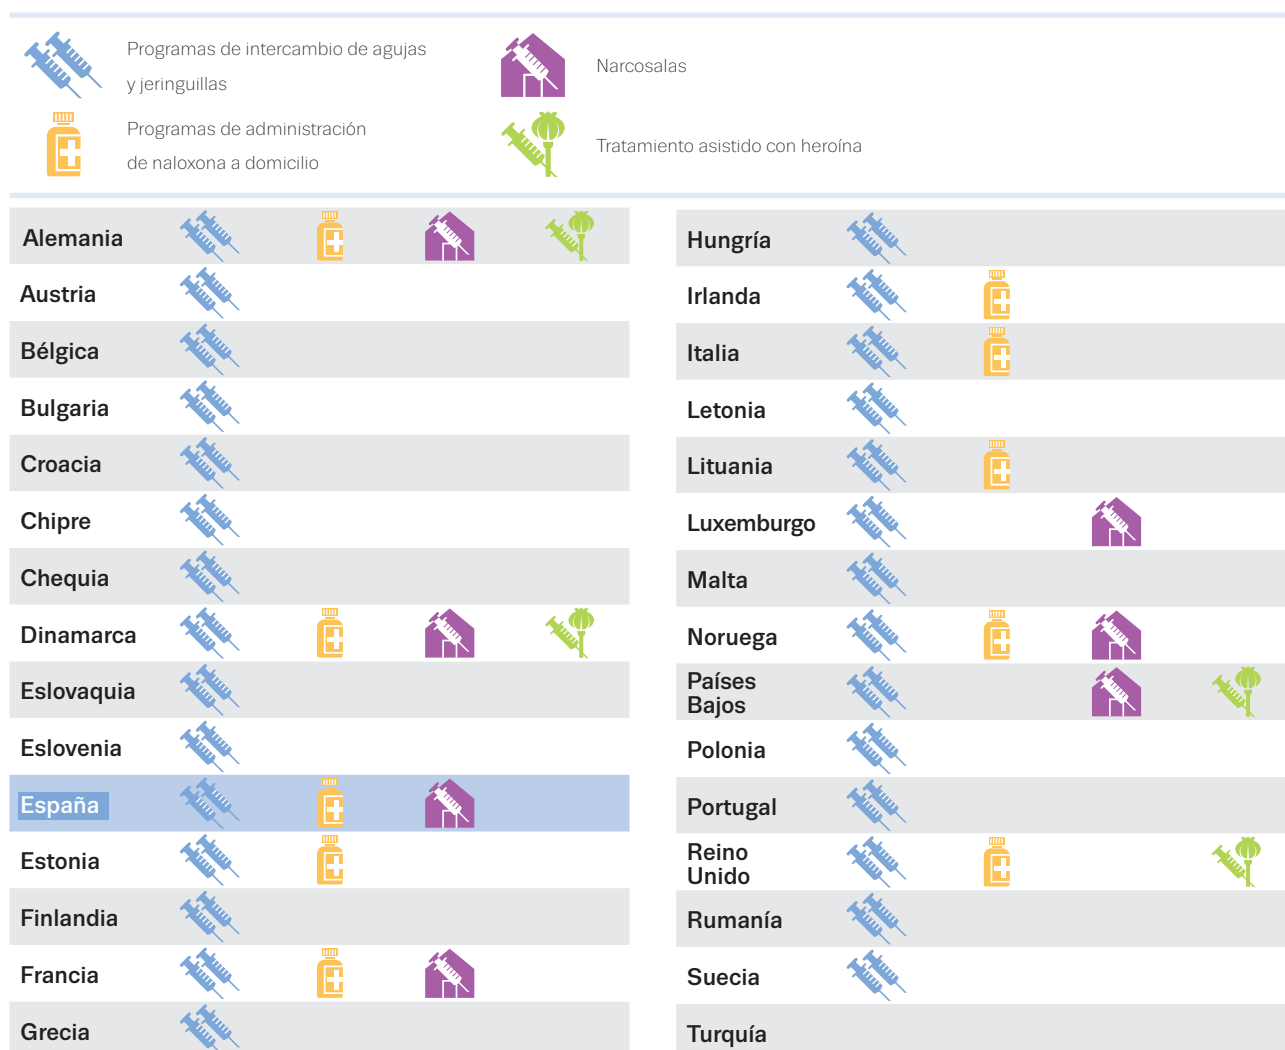 Programas de intercambio de agujas
y jeringuillas
Narcosalas
Programas de administración
de naloxona a domicilio
Tratamiento asistido con heroína
Alemania
Austria
Bélgica
Bulgaria
Croacia
Chipre
Chequia
Dinamarca
Eslovaquia
Eslovenia
España
Estonia
Finlandia
Francia
Grecia
Hungría
Irlanda
Italia
Letonia
Lituania
Luxemburgo
Malta
Noruega
Países
Bajos
Polonia
Portugal
Reino
Unido
Rumanía
Suecia
Turquía